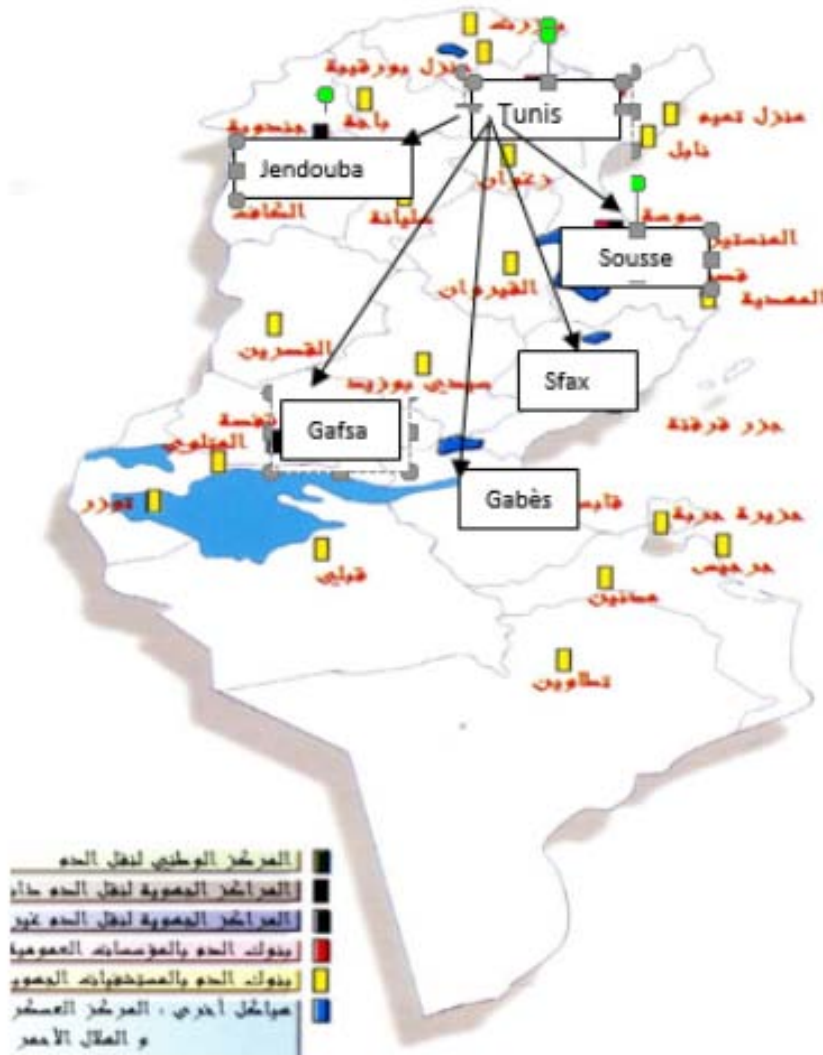 بنزرت
منزل بورقيبة
Tunis
باجة
منزل تميم
جندوبة
نابل
Jendouba
زغوان
الكاف
سليانة
سوسة
المنستير
Sousse
القيروان
المهدية
القصرين
Sfax
سيدي بوزيد
جزر قرقنة
قفصة
Gafsa
المتلوي
Gabès
قابس
توزر
جزيرة جربة
جرجيس
قبلي
مدنين
تطاوين
المركز الوطني لنقل الدم
المراكز الجهوية لنقل الدم
المراكز الجهوية لنقل الدم غير
بنوك الدم بالمؤسسات العمومية
بنوك الدم بالمستشفيات
هياكل أخرى ، المركز
و الهلال الأحمر